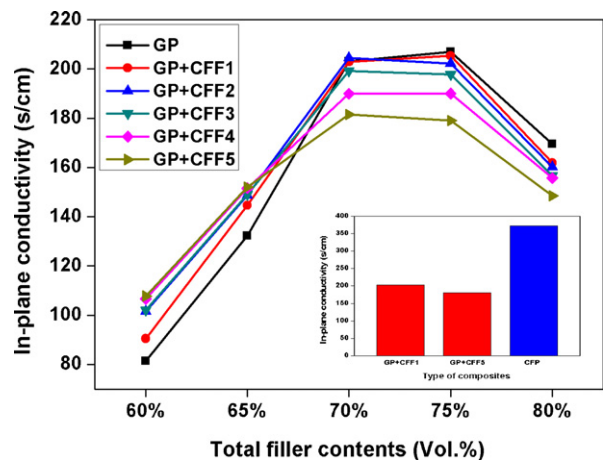 220
200
180
160
140
120
100
80
In-plane conductivity (s/cm)
GP
GP+CFF1
GP+CFF2
GP+CFF3
GP+CFF4
GP+CFF5
400
350
300
250
200
150
100
50
0
In-plane conductivity (s/cm)
GP+CFF1 GP+CFF5 CFP
Type of composites
60% 65% 70% 75% 80%
Total filler contents (Vol.%)